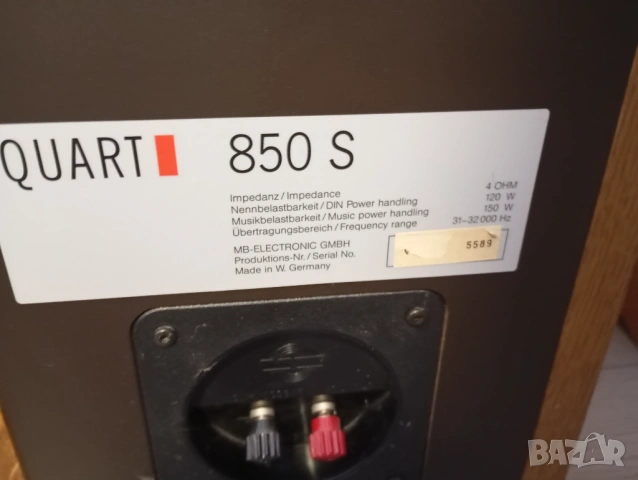 QUART 850 S
Impedanz / Impedance 4 OHM
Nennbelastbarkeit / DIN Power handling 120 W
Musikbelastbarkeit / Music power handling 150 W
Übertragungsbereich / Frequency range 31–32 000 Hz
MB-ELECTRONIC GMBH
Produktions-Nr. / Serial No. 5589
Made in W. Germany
BAZAR